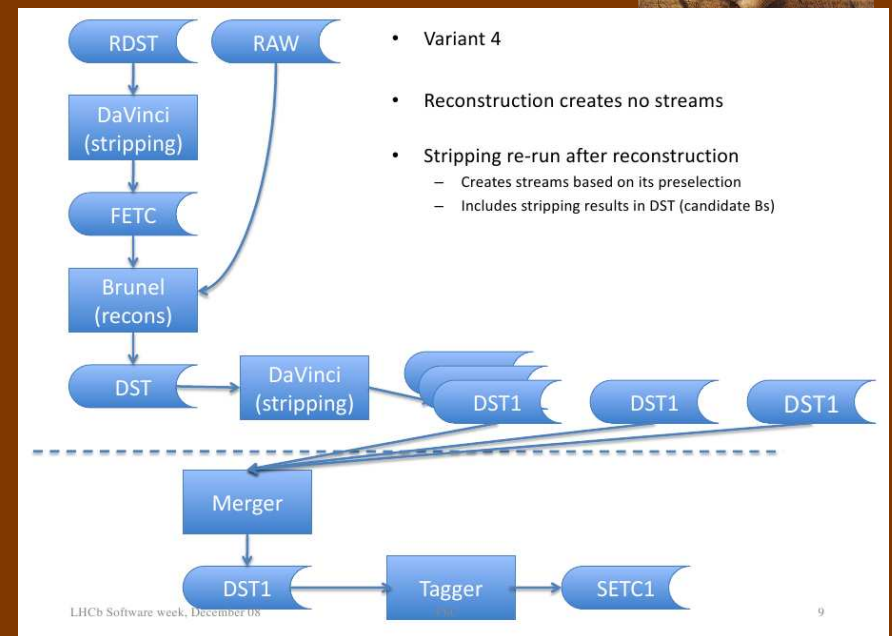 RDST
RAW
• Variant 4
• Reconstruction creates no streams
• Stripping re-run after reconstruction
– Creates streams based on its preselection
– Includes stripping results in DST (candidate Bs)
DaVinci
(stripping)
FETC
Brunel
(recons)
DST
DaVinci
(stripping)
DST1
DST1
DST1
Merger
DST1
Tagger
SETC1
LHCb Software week, December 08
9